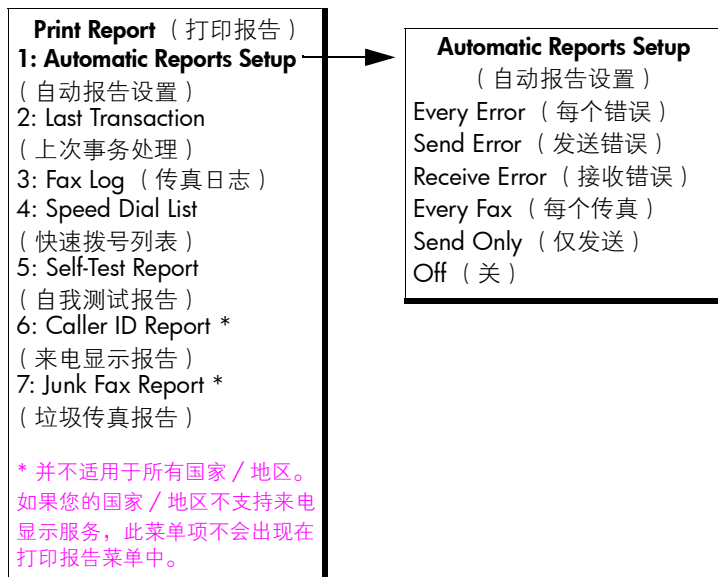 Print Report （打印报告）
1: Automatic Reports Setup
（自动报告设置）
2: Last Transaction
（上次事务处理）
3: Fax Log （传真日志）
4: Speed Dial List
（快速拨号列表）
5: Self-Test Report
（自我测试报告）
6: Caller ID Report *
（来电显示报告）
7: Junk Fax Report *
（垃圾传真报告）
* 并不适用于所有国家／地区。
如果您的国家／地区不支持来电
显示服务，此菜单项不会出现在
打印报告菜单中。
Automatic Reports Setup
（自动报告设置）
Every Error （每个错误）
Send Error （发送错误）
Receive Error （接收错误）
Every Fax （每个传真）
Send Only （仅发送）
Off （关）